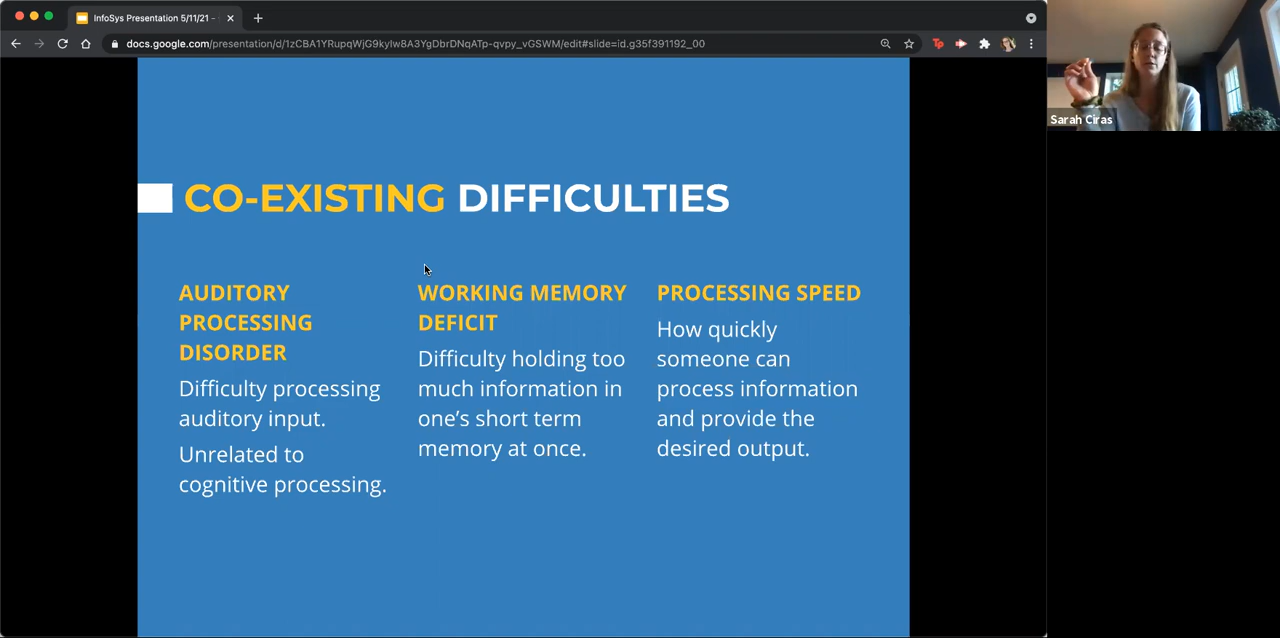 InfoSys Presentation 5/11/21 -
docs.google.com/presentation/d/1zCBA1YRupqWjG9kyIw8A3YgDbrDNqATp-qvpy_vGSWM/edit#slide=id.g35f391192_00
Sarah Ciras
CO-EXISTING DIFFICULTIES
AUDITORY
PROCESSING
DISORDER
Difficulty processing
auditory input.
Unrelated to
cognitive processing.
WORKING MEMORY
DEFICIT
Difficulty holding too
much information in
one’s short term
memory at once.
PROCESSING SPEED
How quickly
someone can
process information
and provide the
desired output.